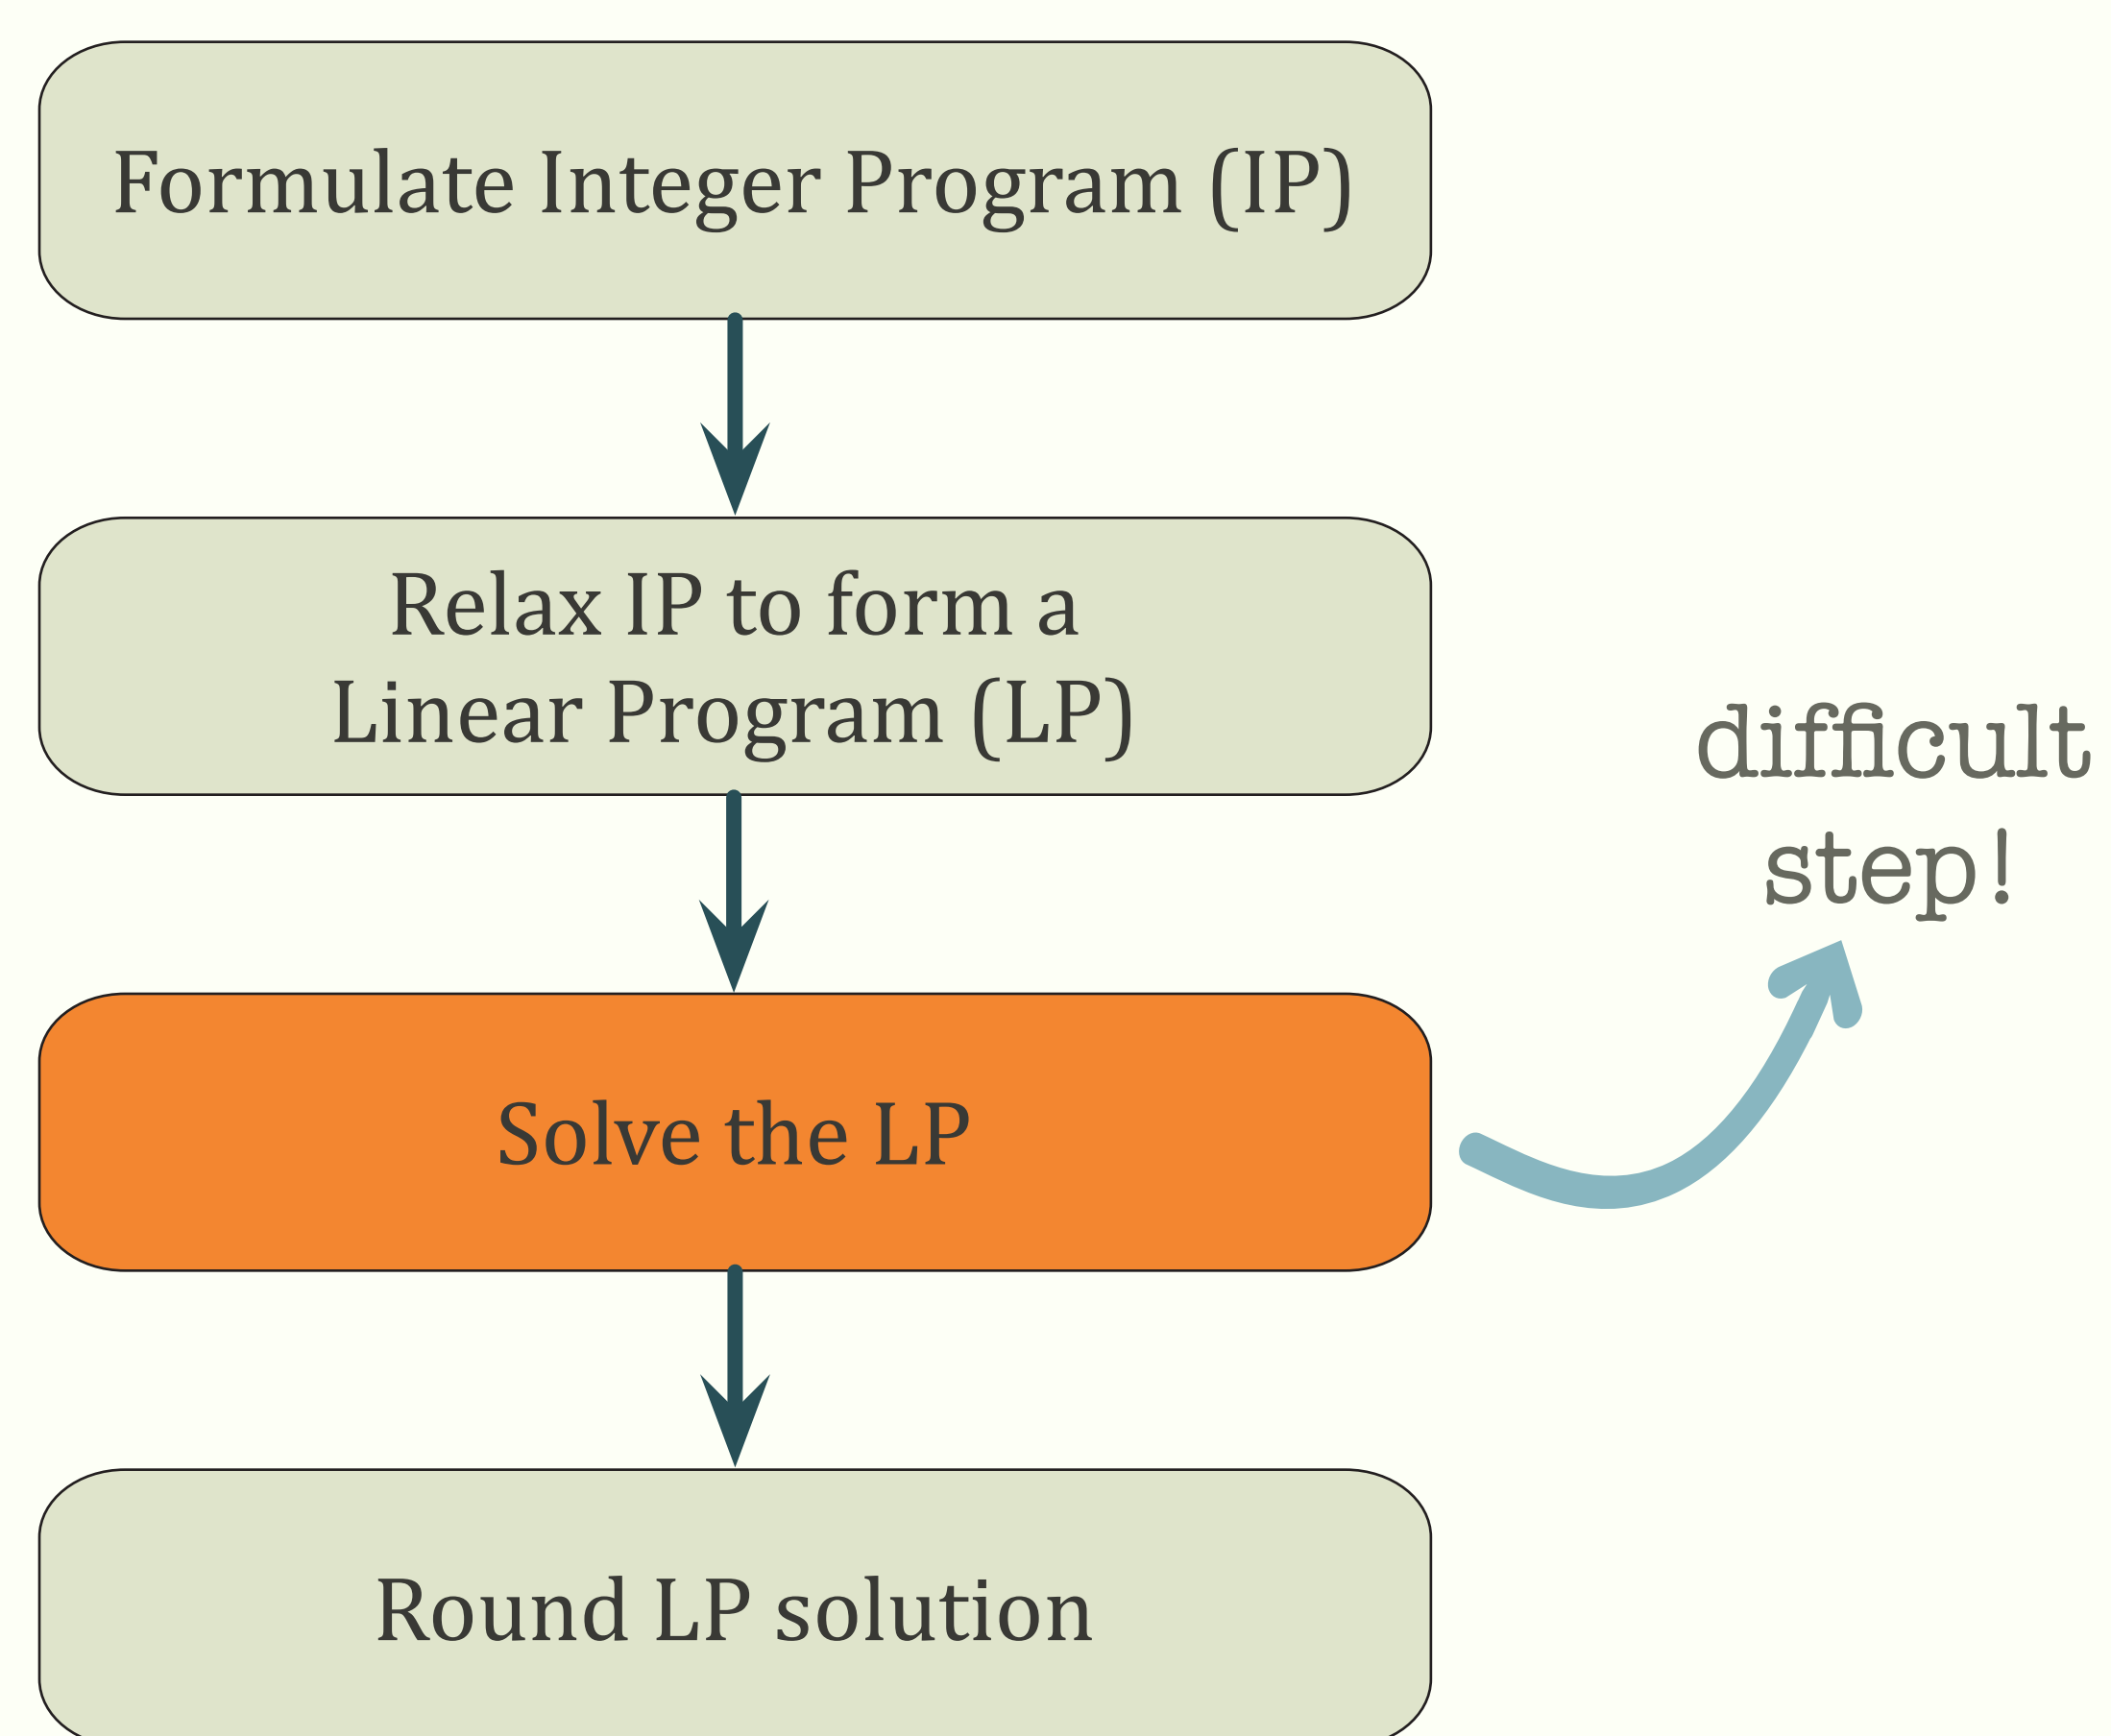 Formulate Integer Program (IP)
Relax IP to form a
Linear Program (LP)
difficult
step!
Solve the LP
Round LP solution